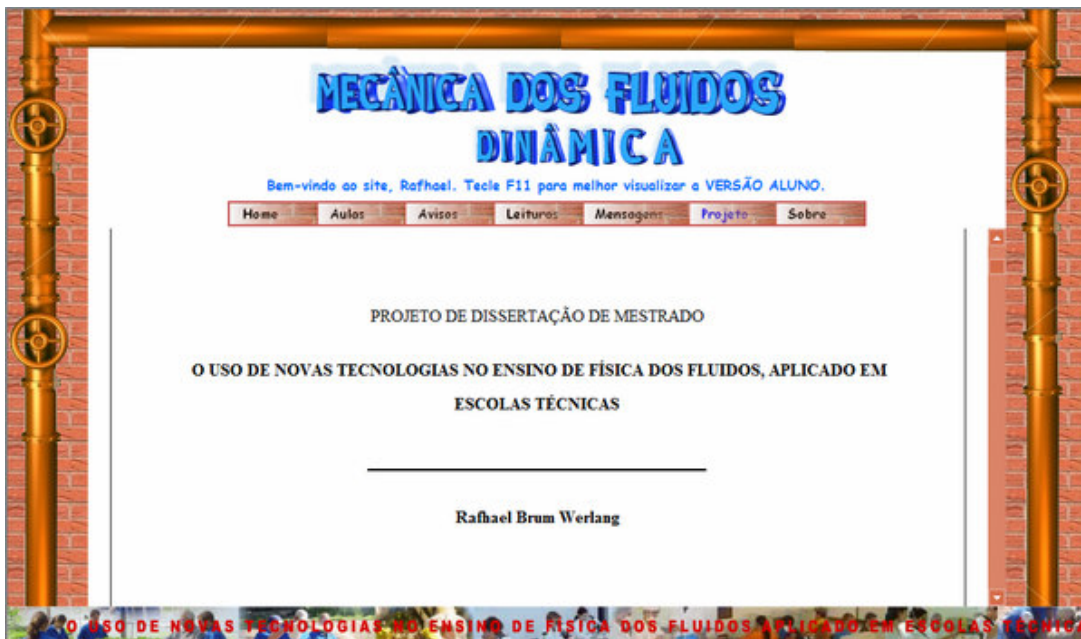 MECÂNICA DOS FLUIDOS
DINÂMICA
Bem-vindo ao site, Rafhael. Tecle F11 para melhor visualizar a VERSÃO ALUNO.
Home Aulas Avisos Leituras Mensagens Projeto Sobre
PROJETO DE DISSERTAÇÃO DE MESTRADO
O USO DE NOVAS TECNOLOGIAS NO ENSINO DE FÍSICA DOS FLUIDOS, APLICADO EM
ESCOLAS TÉCNICAS
Rafhael Brum Werlang
O USO DE NOVAS TECNOLOGIAS NO ENSINO DE FÍSICA DOS FLUIDOS APLICADO EM ESCOLAS TÉCNIC